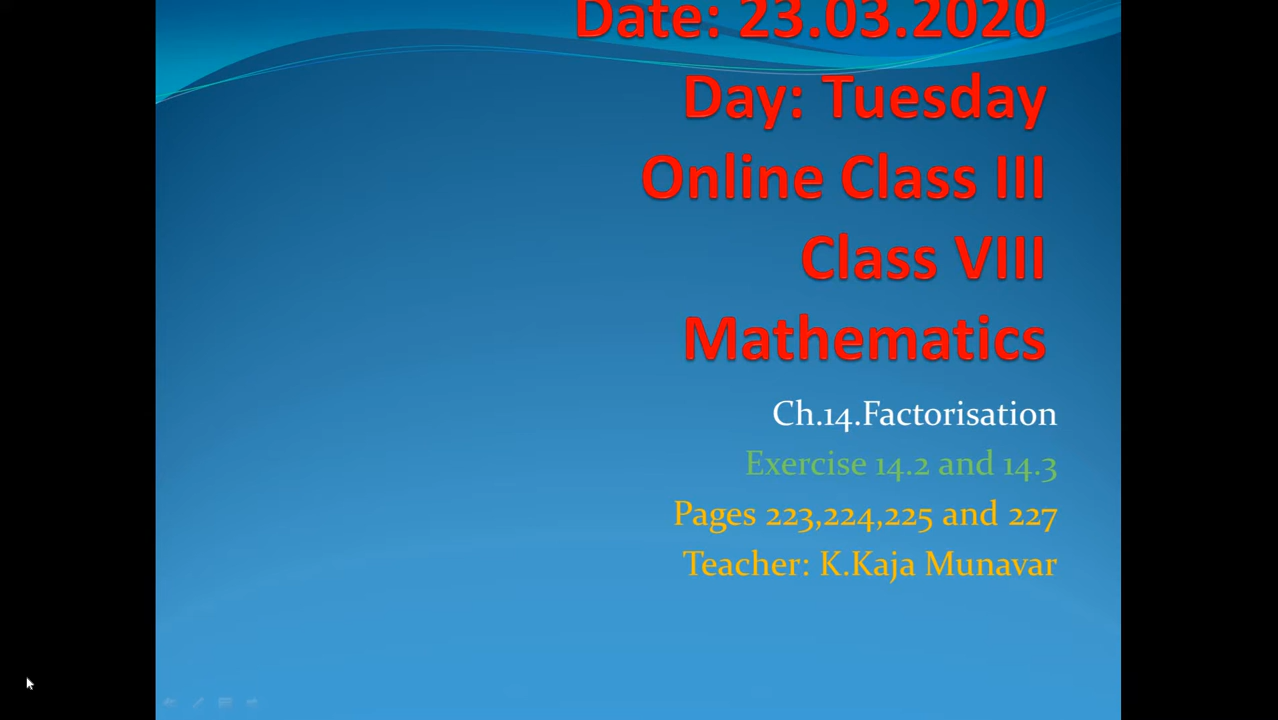 Date: 23.03.2020
Day: Tuesday
Online Class III
Class VIII
Mathematics
Ch.14.Factorisation
Exercise 14.2 and 14.3
Pages 223,224,225 and 227
Teacher: K.Kaja Munavar